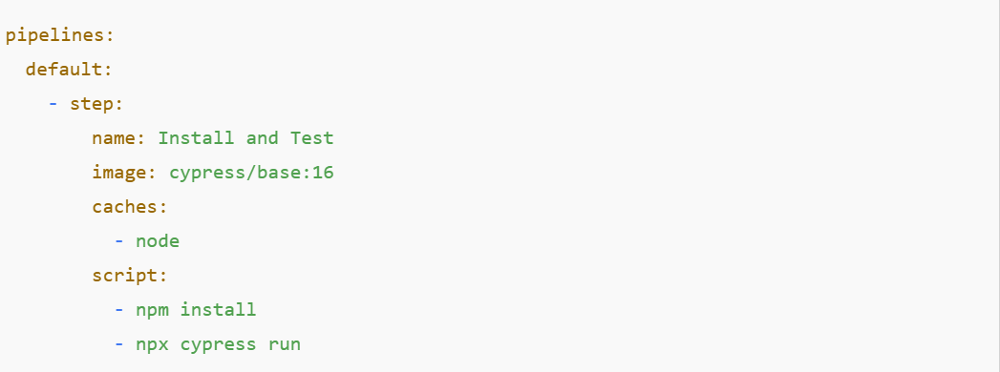 pipelines:
  default:
    - step:
        name: Install and Test
        image: cypress/base:16
        caches:
          - node
        script:
          - npm install
          - npx cypress run